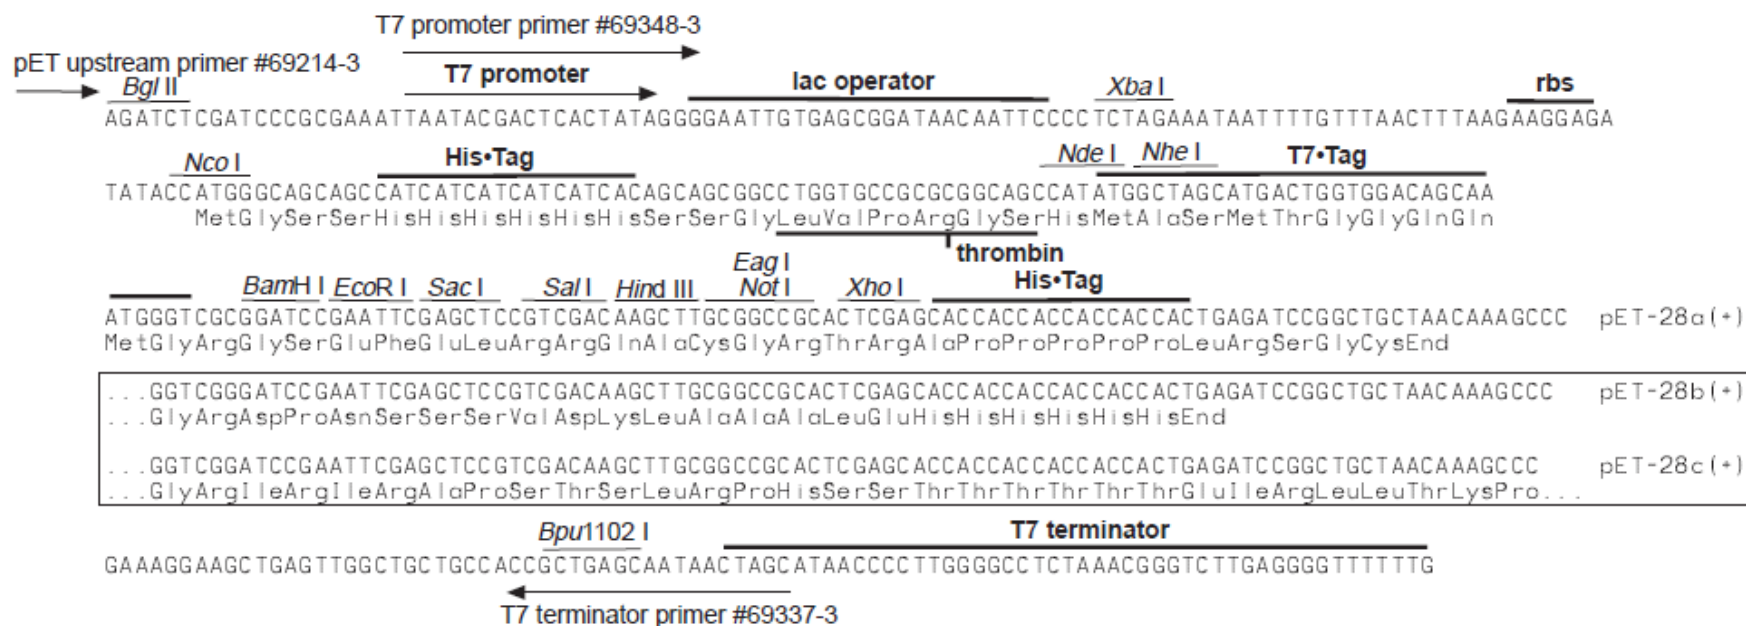 T7 promoter primer #69348-3
pET upstream primer #69214-3
Bgl II T7 promoter lac operator Xba I rbs
AGATCTCGATCCCGCGAAATTAATACGACTCACTATAGGGGAATTGTGAGCGGATAACAATTCCCCTCTAGAAATAATTTTGTTTAACTTTAAGAAGGAGA
Nco I His•Tag Nde I Nhe I T7•Tag
TATACCATGGGCAGCAGCCATCATCATCATCATCACAGCAGCGGCCTGGTGCCGCGCGGCAGCCATATGGCTAGCATGACTGGTGGACAGCAA
MetGlySerSerHisHisHisHisHisHisSerSerGlyLeuValProArgGlySerHisMetAlaSerMetThrGlyGlyGlnGln
thrombin
BamH I EcoR I Sac I Sal I Hind III Eag I Not I Xho I His•Tag
ATGGGTCGCGGATCCGAATTCGAGCTCCGTCGACAAGCTTGCGGCCGCACTCGAGCACCACCACCACCACCACTGAGATCCGGCTGCTAACAAAGCCC pET-28a(+)
MetGlyArgGlySerGluPheGluLeuArgArgGlnAlaCysGlyArgThrArgAlaProProProProProLeuArgSerGlyCysEnd
...GGTCGGGATCCGAATTCGAGCTCCGTCGACAAGCTTGCGGCCGCACTCGAGCACCACCACCACCACCACTGAGATCCGGCTGCTAACAAAGCCC pET-28b(+)
...GlyArgAspProAsnSerSerSerValAspLysLeuAlaAlaAlaLeuGluHisHisHisHisHisHisEnd
...GGTCGGATCCGAATTCGAGCTCCGTCGACAAGCTTGCGGCCGCACTCGAGCACCACCACCACCACCACTGAGATCCGGCTGCTAACAAAGCCC pET-28c(+)
...GlyArgIleArgIleArgAlaProSerThrSerLeuArgProHisSerSerThrThrThrThrThrThrGluIleArgLeuLeuThrLysPro...
Bpu1102 I T7 terminator
GAAAGGAAGCTGAGTTGGCTGCTGCCACCGCTGAGCAATAACTAGCATAACCCCTTGGGGCCTCTAAACGGGTCTTGAGGGGTTTTTTG
T7 terminator primer #69337-3